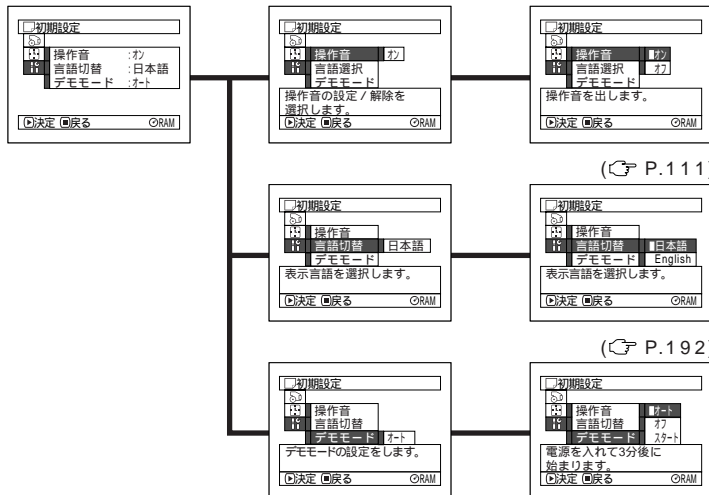 初期設定
操作音 :オン
言語切替 :日本語
デモモード :オート
決定 戻る RAM
初期設定
操作音 オン
言語選択
デモモード
操作音の設定/解除を
選択します。
決定 戻る RAM
初期設定
操作音 オン
言語選択 オフ
デモモード
操作音を出します。
決定 戻る RAM
(P.111)
初期設定
操作音
言語切替 日本語
デモモード
表示言語を選択します。
決定 戻る RAM
初期設定
操作音
言語切替 日本語
デモモード English
表示言語を選択します。
決定 戻る RAM
(P.192)
初期設定
操作音
言語切替
デモモード オート
デモモードの設定をします。
決定 戻る RAM
初期設定
操作音 オート
言語切替 オフ
デモモード スタート
電源を入れて3分後に
始まります。
決定 戻る RAM